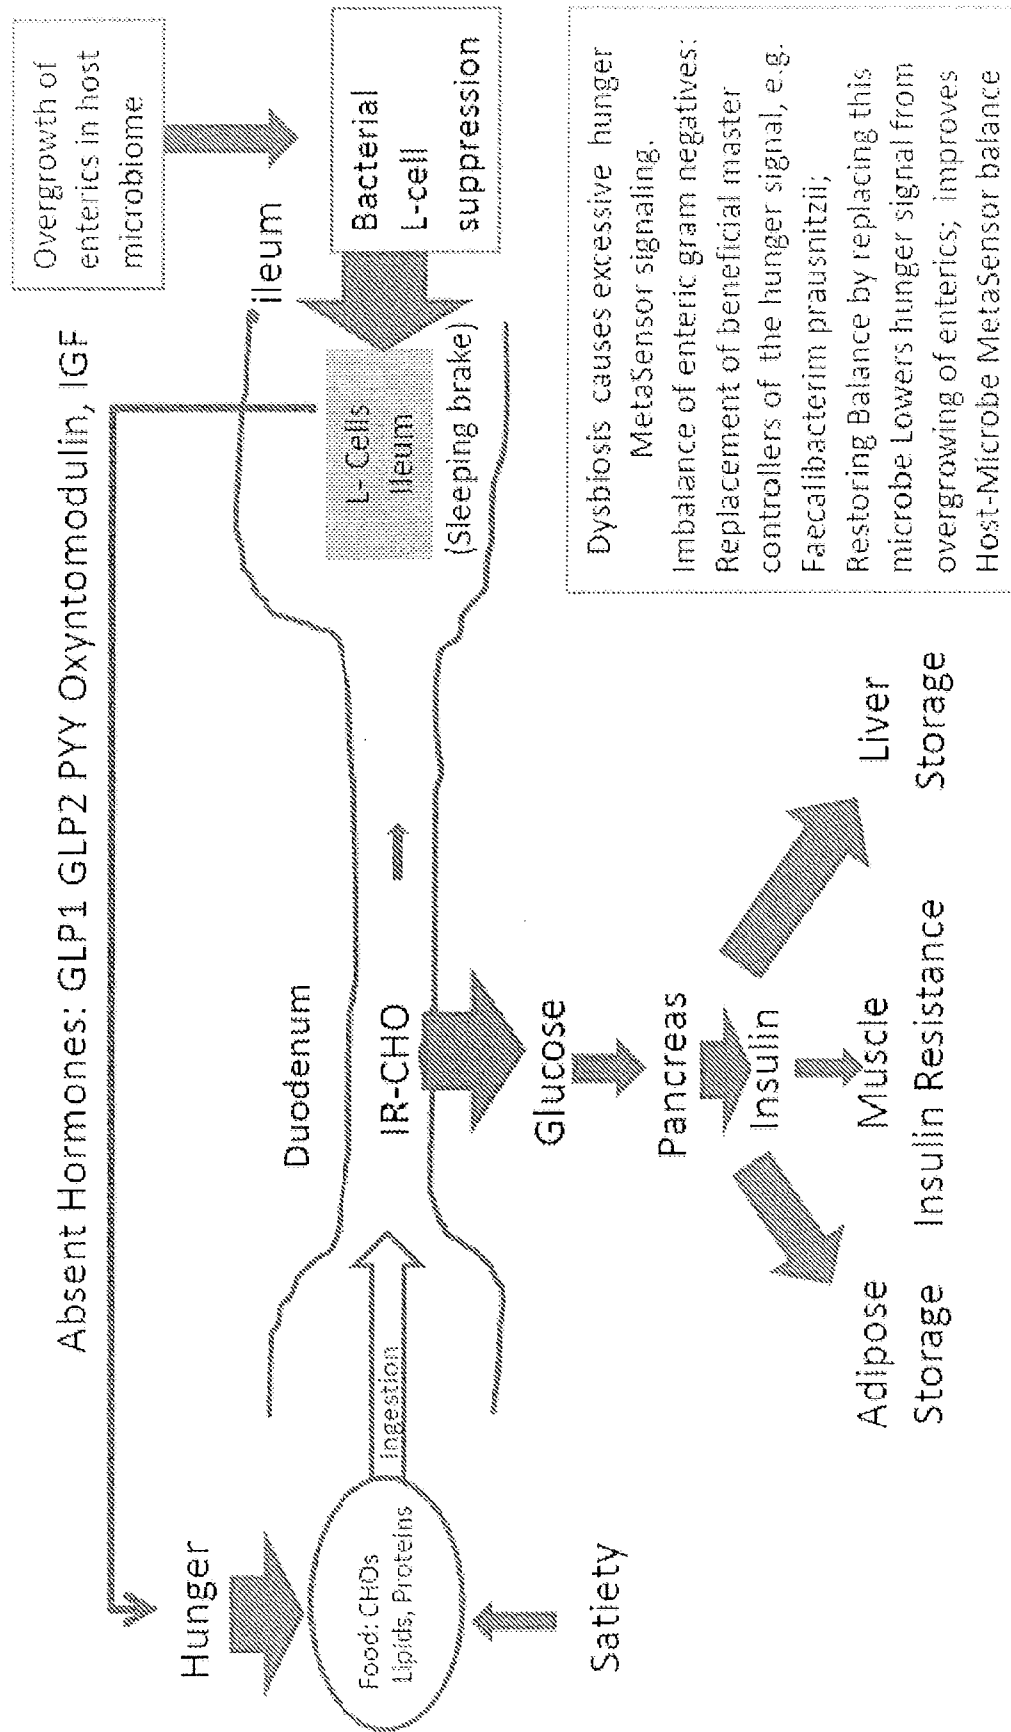 Absent Hormones: GLP1 GLP2 PYY Oxyntomodulin, IGF
Hunger
Food: CHOs
Lipids, Proteins
Satiety
Ingestion
Duodenum
IR-CHO
Glucose
Pancreas
Insulin
Adipose
Storage
Muscle
Insulin Resistance
Liver
Storage
ileum
L- Cells
Ileum
(Sleeping brake)
Overgrowth of
enterics in host
microbiome
Bacterial
L-cell
suppression
Dysbiosis causes excessive hunger
MetaSensor signaling.
Imbalance of enteric gram negatives:
Replacement of beneficial master
controllers of the hunger signal, e.g.
Faecalibacterim prausnitzii;
Restoring Balance by replacing this
microbe Lowers hunger signal from
overgrowing of enterics; improves
Host-Microbe MetaSensor balance